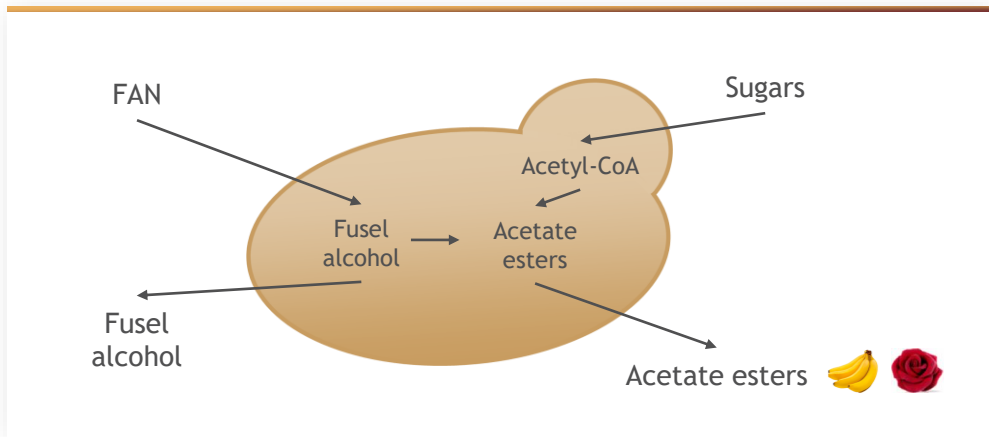 FAN
Sugars
Acetyl-CoA
Fusel
alcohol
Acetate
esters
Fusel
alcohol
Acetate esters